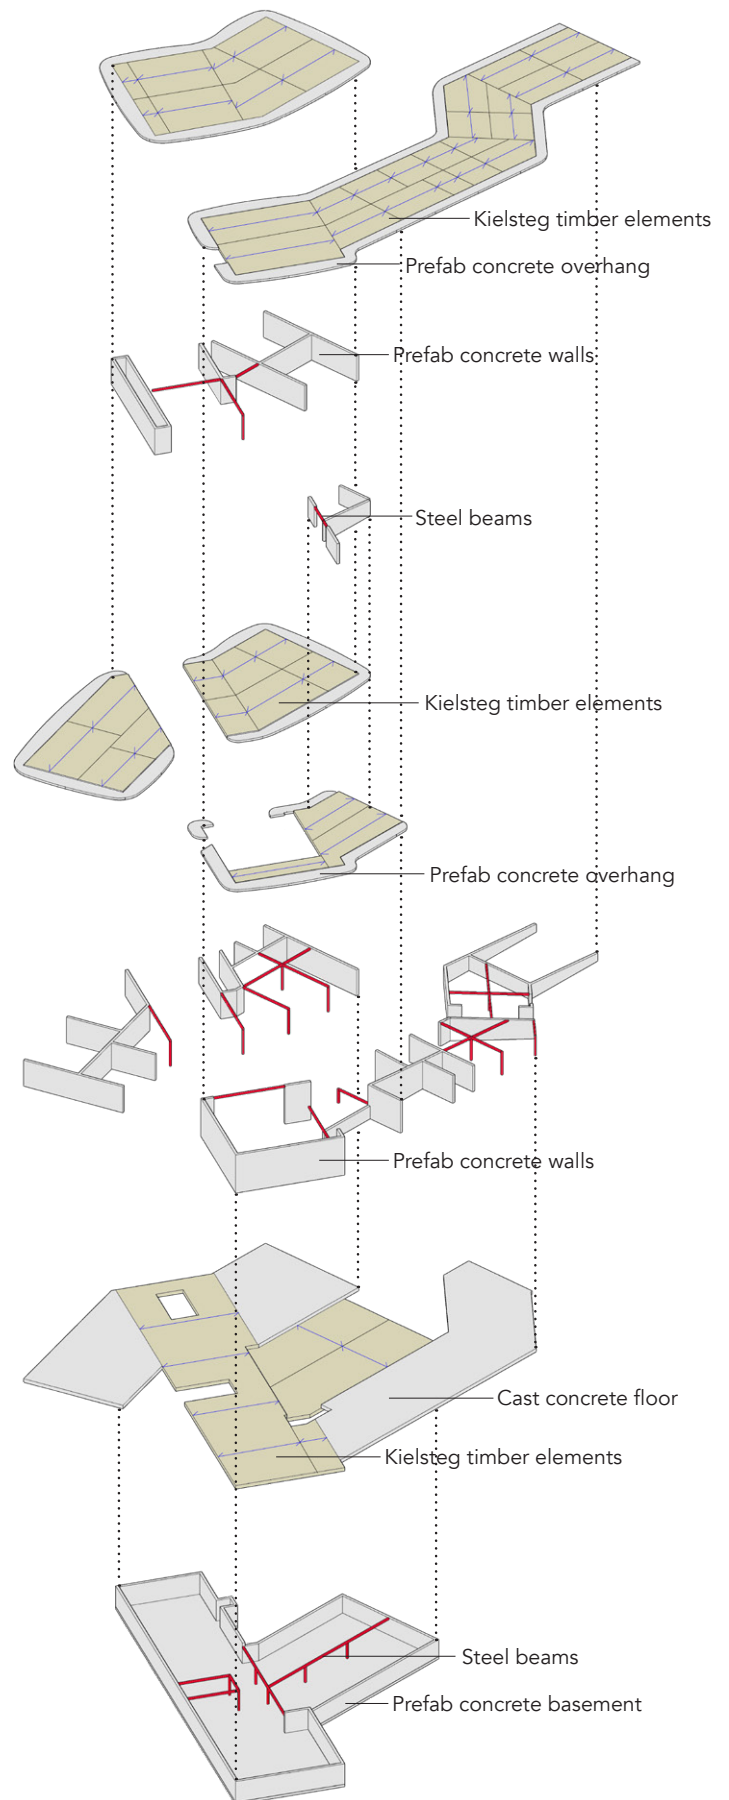 Kielsteg timber elements
Prefab concrete overhang
Prefab concrete walls
Steel beams
Kielsteg timber elements
Prefab concrete overhang
Prefab concrete walls
Cast concrete floor
Kielsteg timber elements
Steel beams
Prefab concrete basement